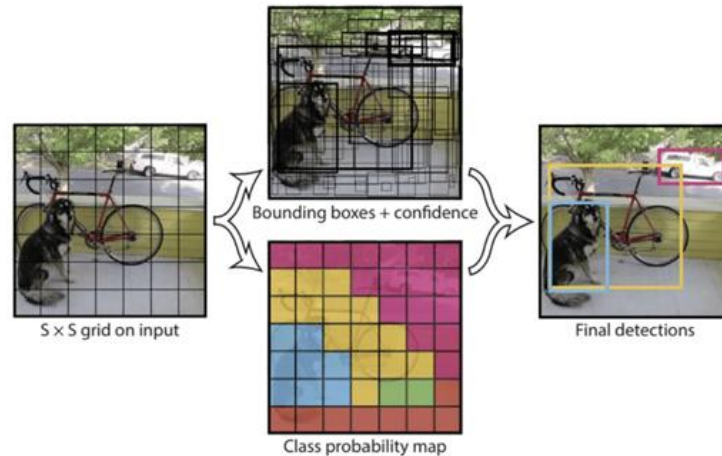 Bounding boxes + confidence
S × S grid on input
Final detections
Class probability map